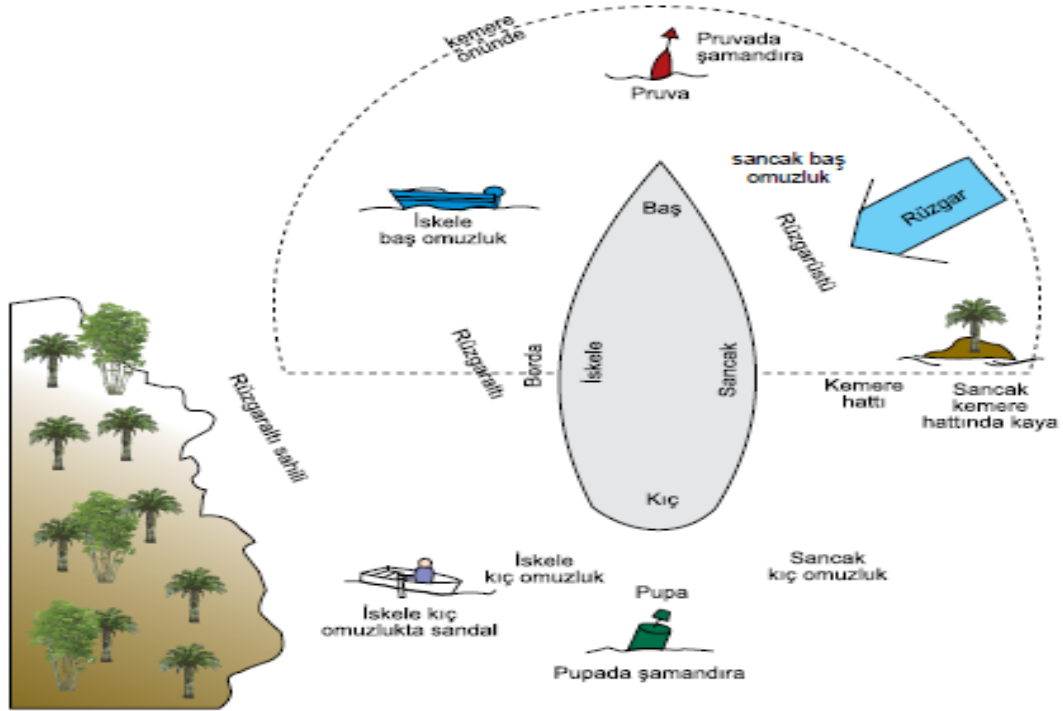 kemere
önünde
Pruvada
şamandıra
Pruva
sancak baş
omuzluk
Rüzgar
Rüzgarüstü
İskele
baş omuzluk
Baş
Rüzgaraltı
Borda
İskele
Sancak
Kemere
hattı
Sancak
kemere
hattında kaya
Rüzgaraltı sahili
Kıç
İskele
kıç omuzluk
Sancak
kıç omuzluk
İskele kıç
omuzlukta sandal
Pupa
Pupada şamandıra